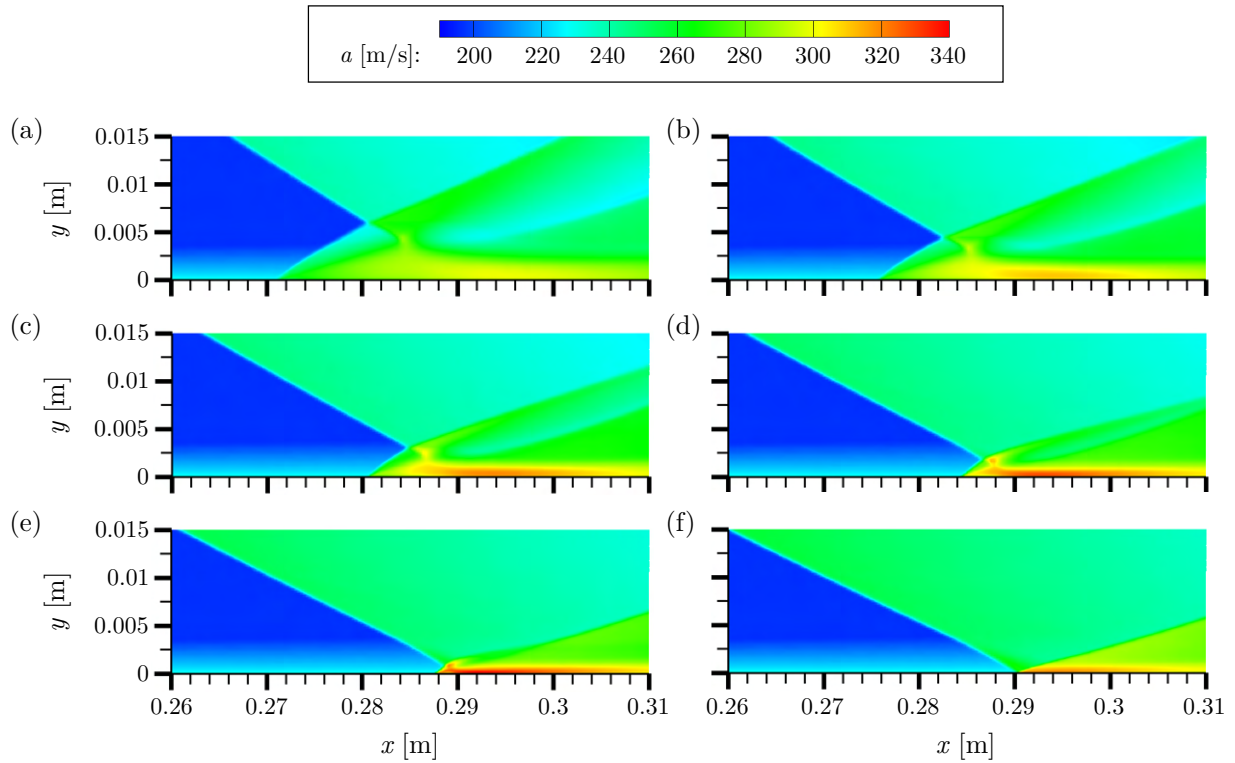 a [m/s]: 200 220 240 260 280 300 320 340
(a) (b)
y [m] 0.015 0.01 0.005 0
(c) (d)
y [m] 0.015 0.01 0.005 0
(e) (f)
y [m] 0.015 0.01 0.005 0
0.26 0.27 0.28 0.29 0.3 0.31 0.26 0.27 0.28 0.29 0.3 0.31
x [m] x [m]